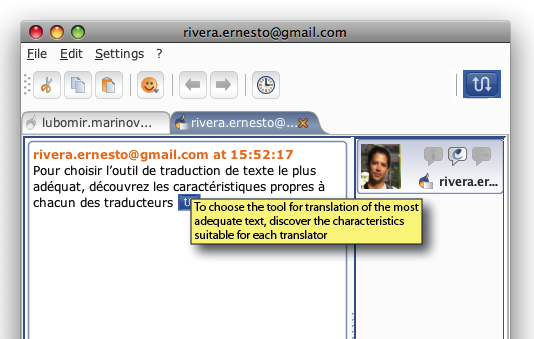 rivera.ernesto@gmail.com
File Edit Settings ?
lubomir.marinov... rivera.ernesto@...
rivera.ernesto@gmail.com at 15:52:17
Pour choisir l'outil de traduction de texte le plus
adéquat, découvrez les caractéristiques propres à
chacun des traducteurs
rivera.er...
To choose the tool for translation of the most
adequate text, discover the characteristics
suitable for each translator